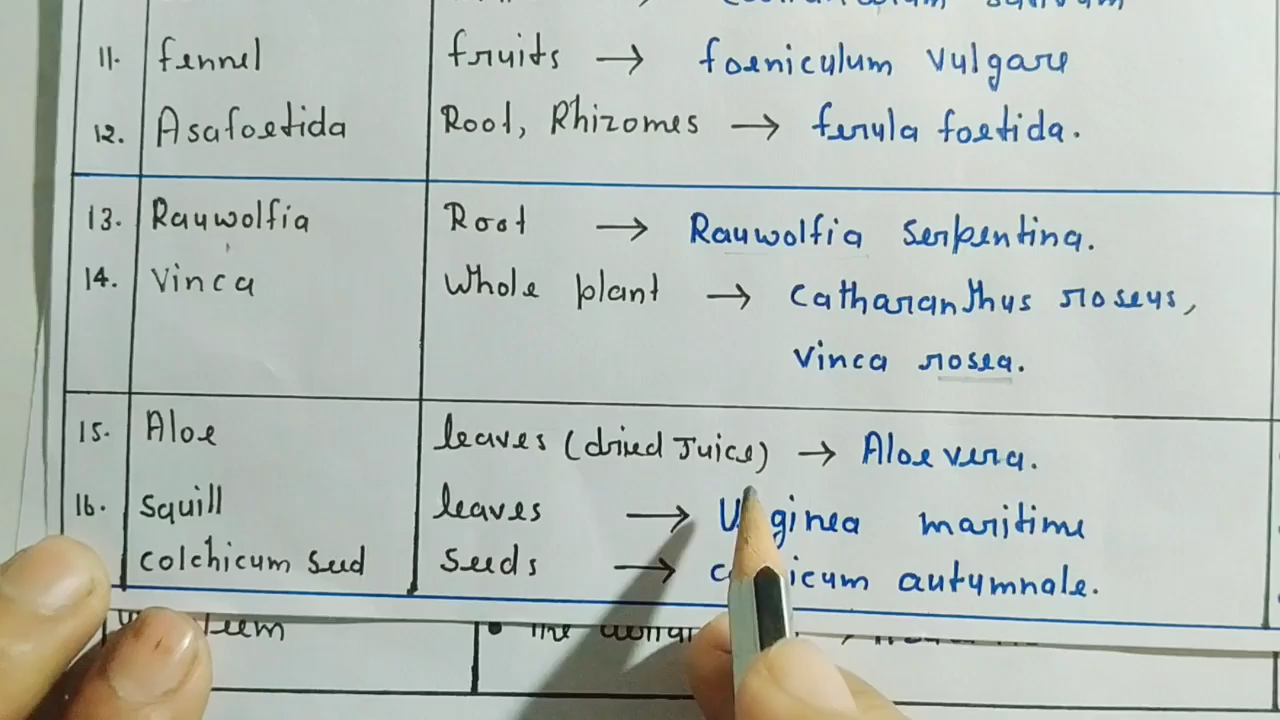 11. fennel fruits → foeniculum vulgare
12. Asafoetida Root, Rhizomes → ferula foetida.
13. Rauwolfia Root → Rauwolfia serpentina.
14. Vinca Whole plant → Catharanthus roseus,
Vinca rosea.
15. Aloe leaves (dried Juice) → Aloe vera.
16. Squill leaves → maritime
colchicum seed seeds → autumnale.